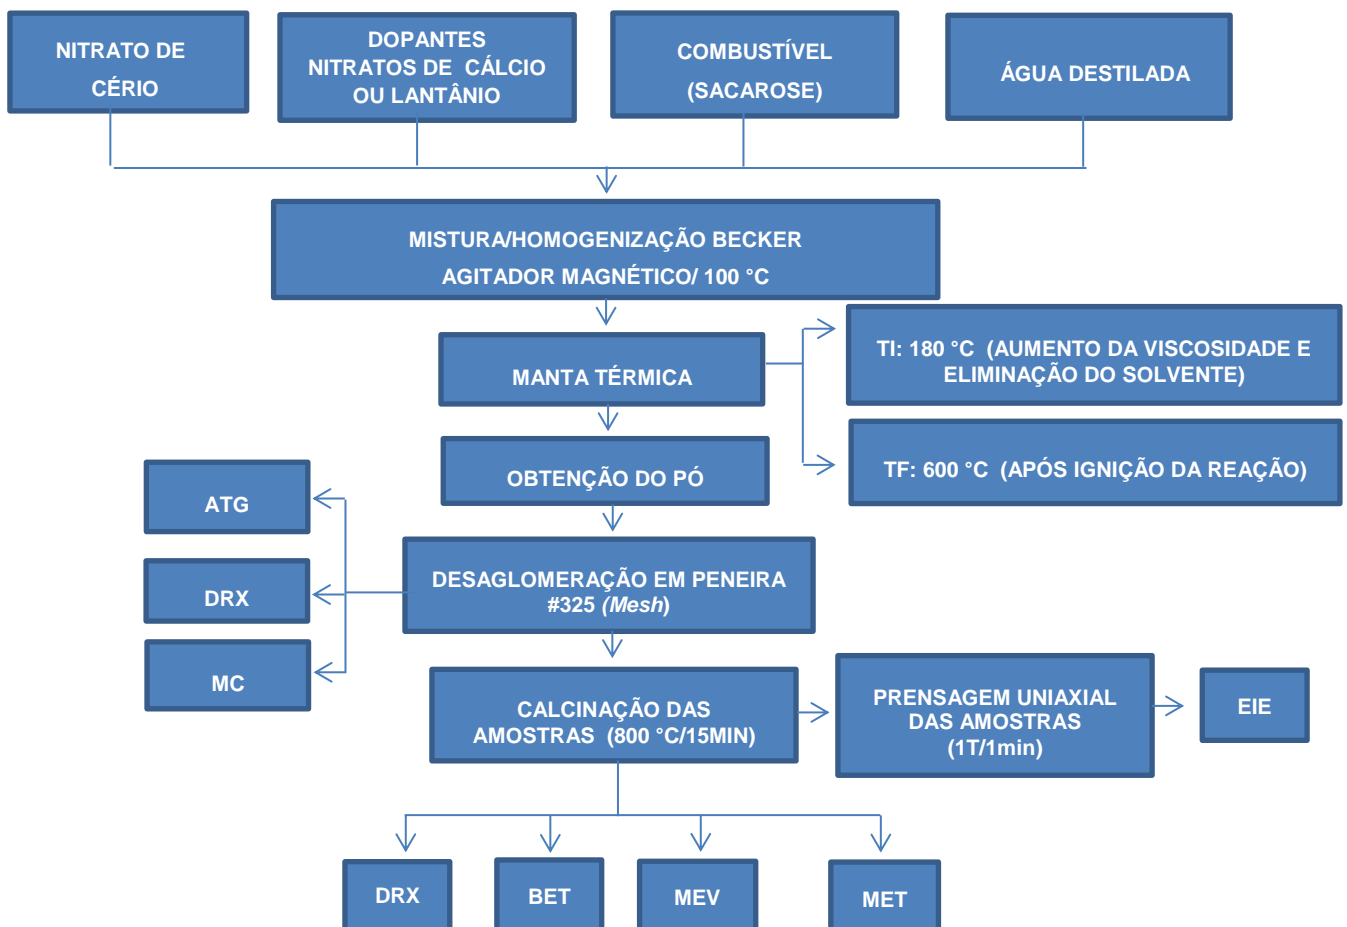 NITRATO DE
CÉRIO
DOPANTES
NITRATOS DE CÁLCIO
OU LANTÂNIO
COMBUSTÍVEL
(SACAROSE)
ÁGUA DESTILADA
MISTURA/HOMOGENIZAÇÃO BECKER
AGITADOR MAGNÉTICO/ 100 °C
MANTA TÉRMICA
TI: 180 °C (AUMENTO DA VISCOSIDADE E
ELIMINAÇÃO DO SOLVENTE)
TF: 600 °C (APÓS IGNIÇÃO DA REAÇÃO)
OBTENÇÃO DO PÓ
DESAGLOMERAÇÃO EM PENEIRA
#325 (Mesh)
ATG
DRX
MC
CALCINAÇÃO DAS
AMOSTRAS (800 °C/15MIN)
PRENSAGEM UNIAXIAL
DAS AMOSTRAS
(1T/1min)
EIE
DRX
BET
MEV
MET